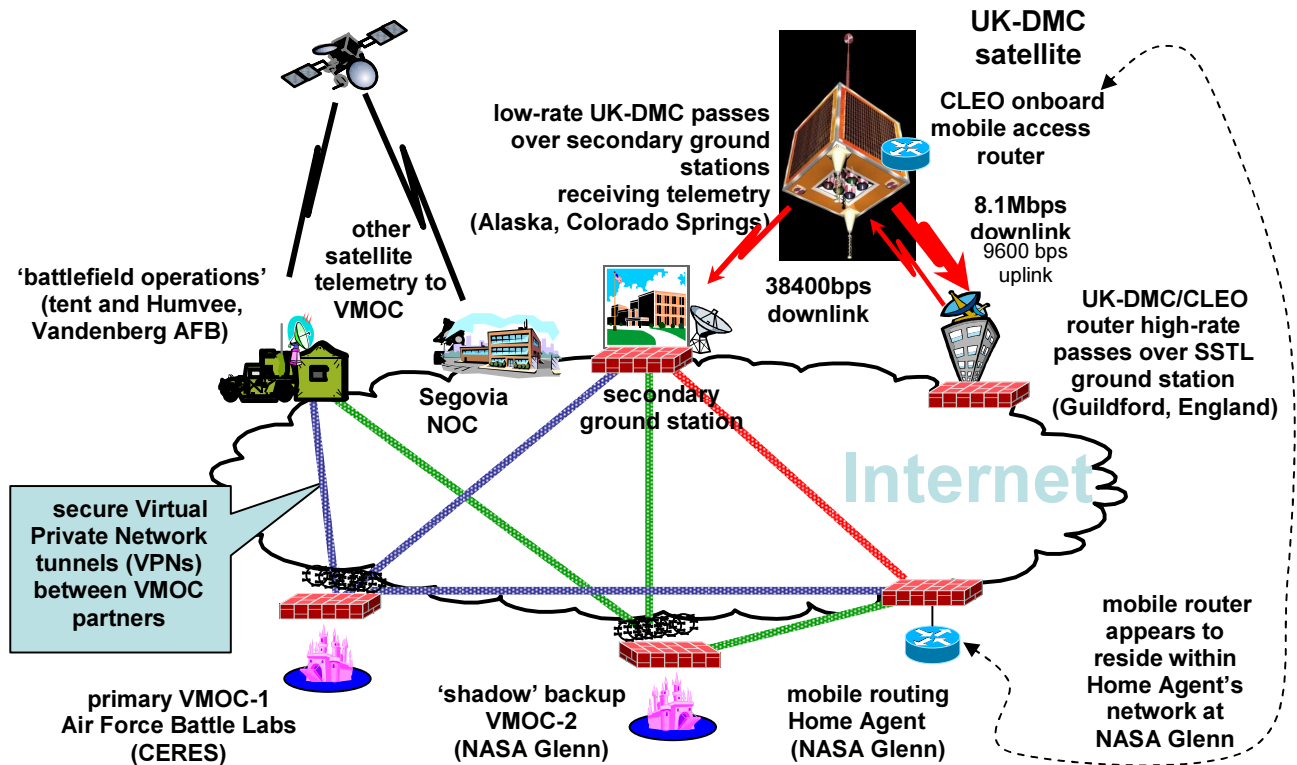 UK-DMC
satellite
CLEO onboard
mobile access
router
low-rate UK-DMC passes
over secondary ground
stations
receiving telemetry
(Alaska, Colorado Springs)
8.1Mbps
downlink
9600 bps
uplink
other
satellite
telemetry to
VMOC
'battlefield operations'
(tent and Humvee,
Vandenberg AFB)
38400bps
downlink
UK-DMC/CLEO
router high-rate
passes over SSTL
ground station
(Guildford, England)
Segovia
NOC
secondary
ground station
Internet
secure Virtual
Private Network
tunnels (VPNs)
between VMOC
partners
mobile router
appears to
reside within
Home Agent's
network at
NASA Glenn
primary VMOC-1
Air Force Battle Labs
(CERES)
'shadow' backup
VMOC-2
(NASA Glenn)
mobile routing
Home Agent
(NASA Glenn)